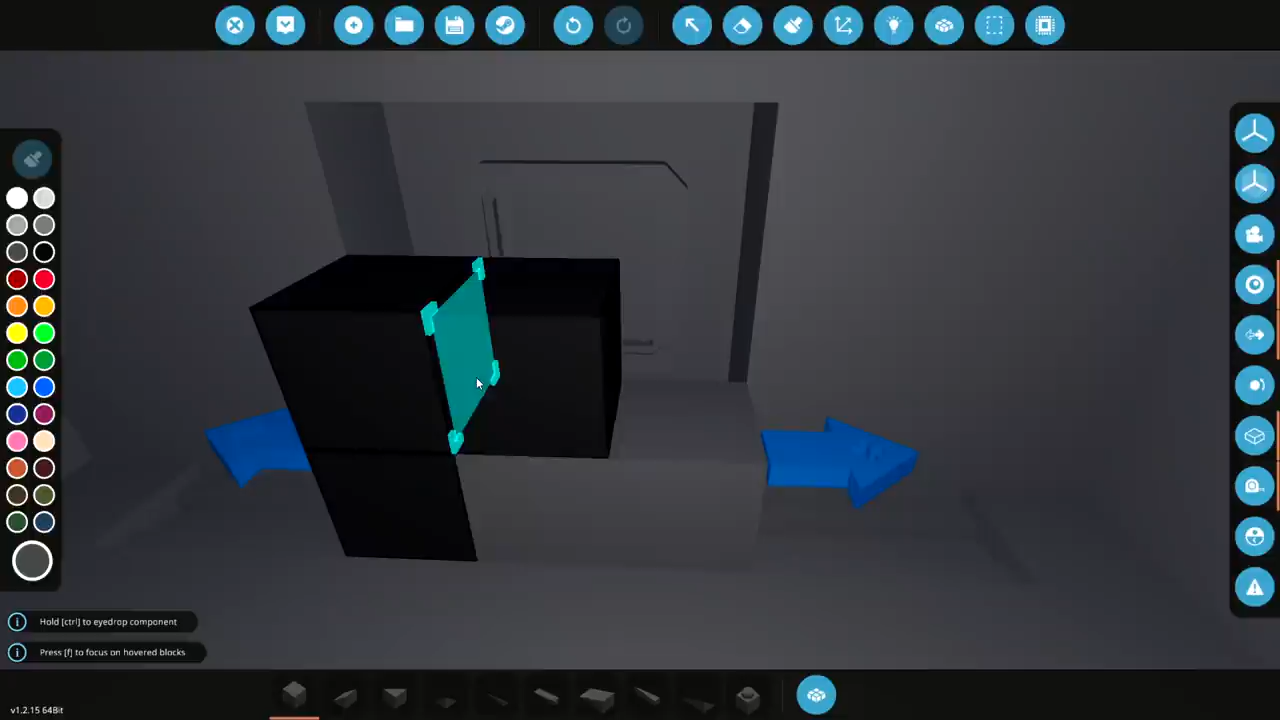 Hold [ctrl] to eyedrop component
Press [f] to focus on hovered blocks
v1.2.15 64Bit